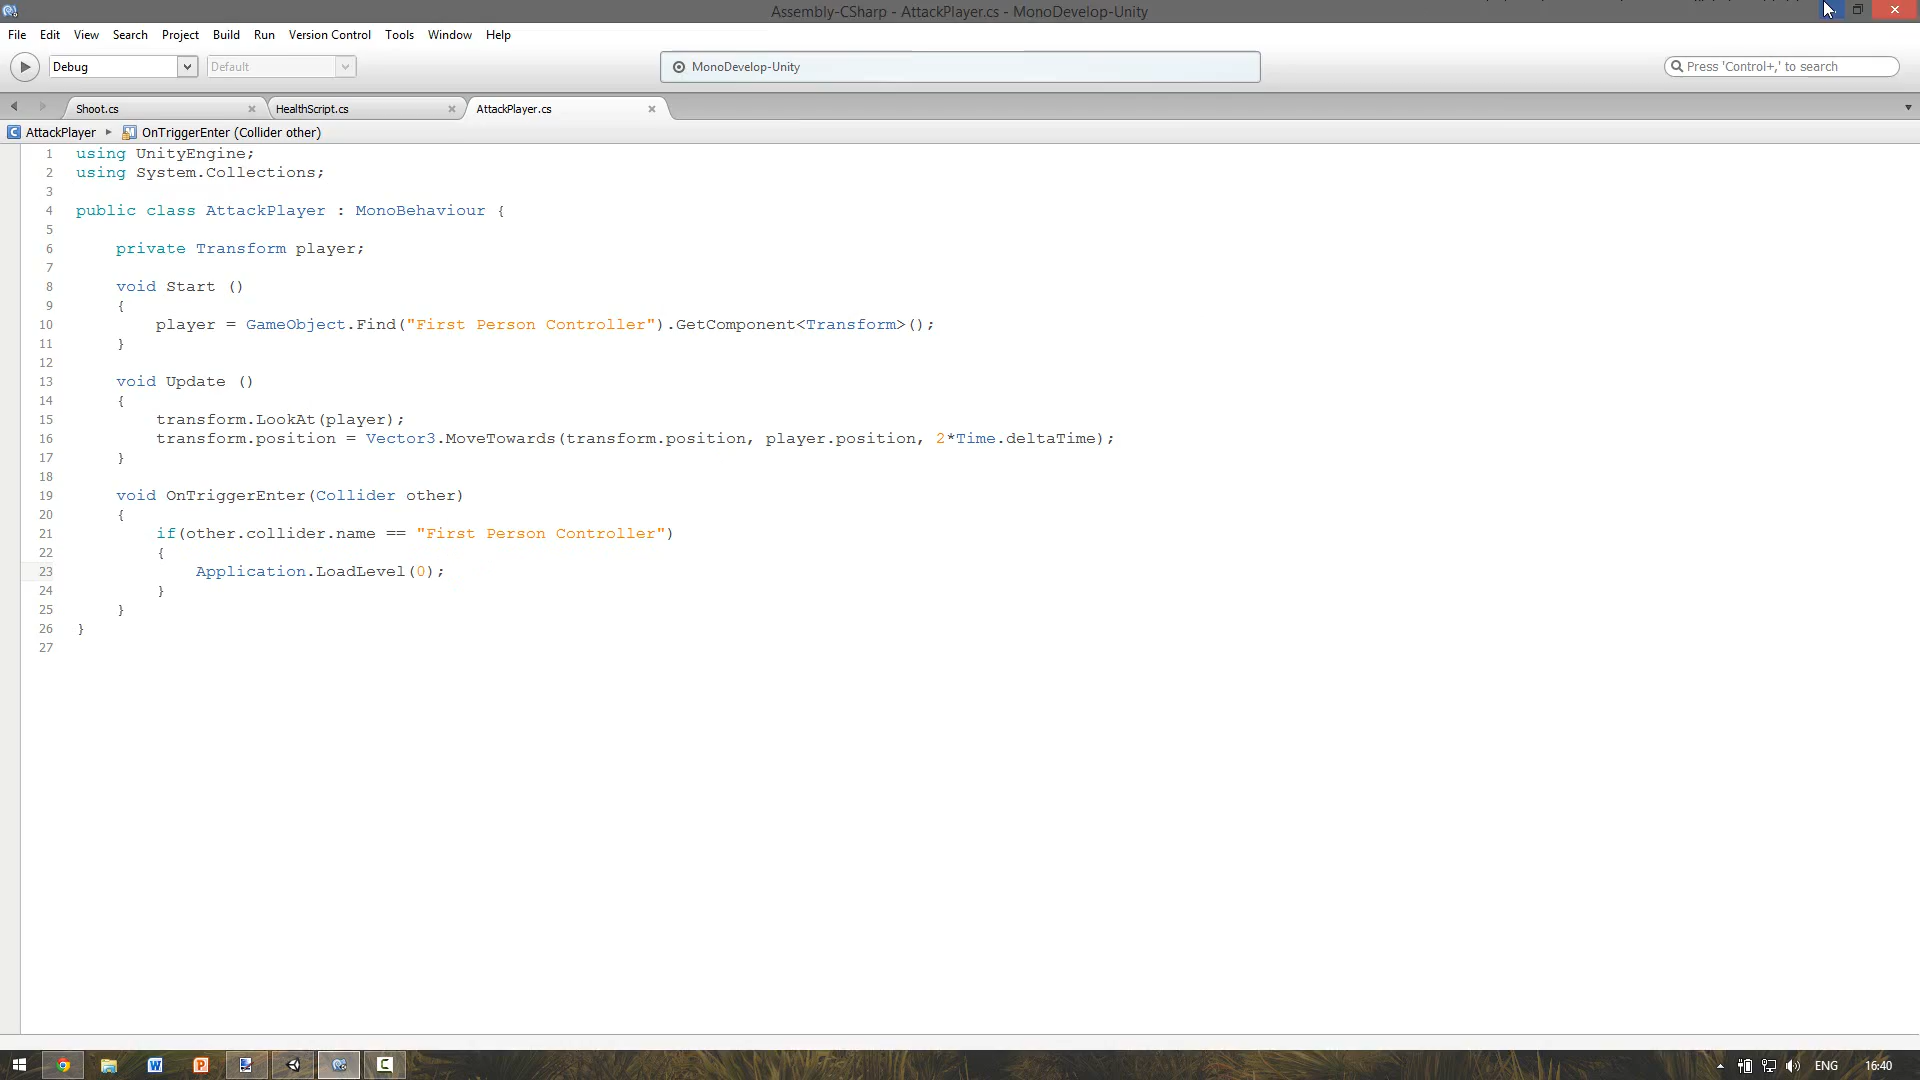 Assembly-CSharp - AttackPlayer.cs - MonoDevelop-Unity
File Edit View Search Project Build Run Version Control Tools Window Help
Debug Default MonoDevelop-Unity Press 'Control+,' to search
Shoot.cs HealthScript.cs AttackPlayer.cs
AttackPlayer OnTriggerEnter (Collider other)
1 using UnityEngine;
2 using System.Collections;
3
4 public class AttackPlayer : MonoBehaviour {
5
6 private Transform player;
7
8 void Start ()
9 {
10 player = GameObject.Find("First Person Controller").GetComponent<Transform>();
11 }
12
13 void Update ()
14 {
15 transform.LookAt(player);
16 transform.position = Vector3.MoveTowards(transform.position, player.position, 2*Time.deltaTime);
17 }
18
19 void OnTriggerEnter(Collider other)
20 {
21 if(other.collider.name == "First Person Controller")
22 {
23 Application.LoadLevel(0);
24 }
25 }
26 }
27
ENG 16:40